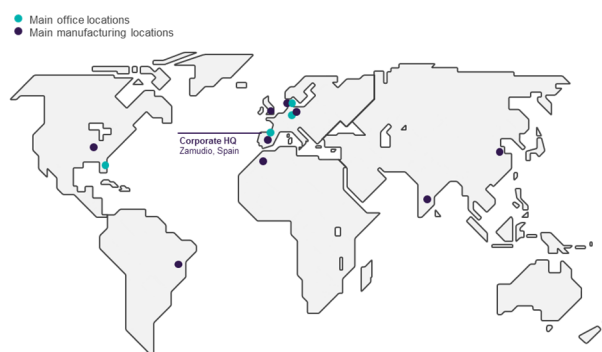 Main office locations
Main manufacturing locations
Corporate HQ
Zamudio, Spain